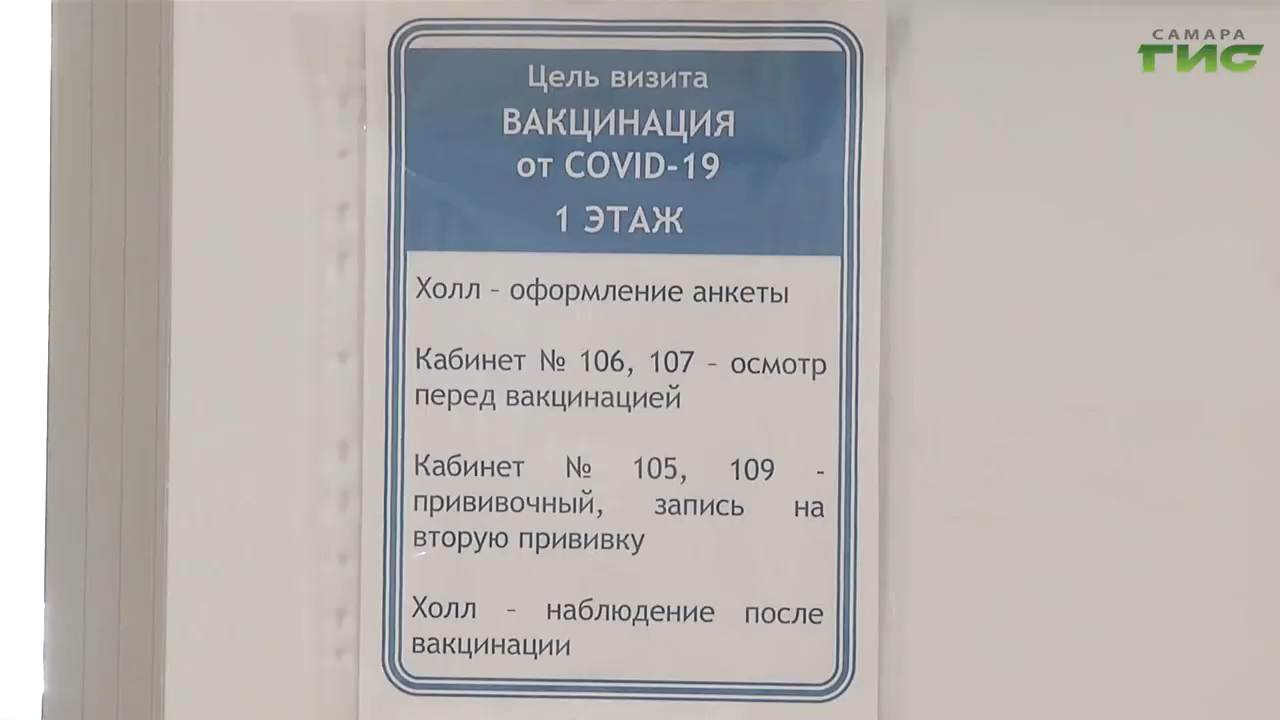 САМАРА
ГИС
Цель визита
ВАКЦИНАЦИЯ
от COVID-19
1 ЭТАЖ
Холл - оформление анкеты
Кабинет № 106, 107 - осмотр
перед вакцинацией
Кабинет № 105, 109 -
прививочный, запись на
вторую прививку
Холл - наблюдение после
вакцинации